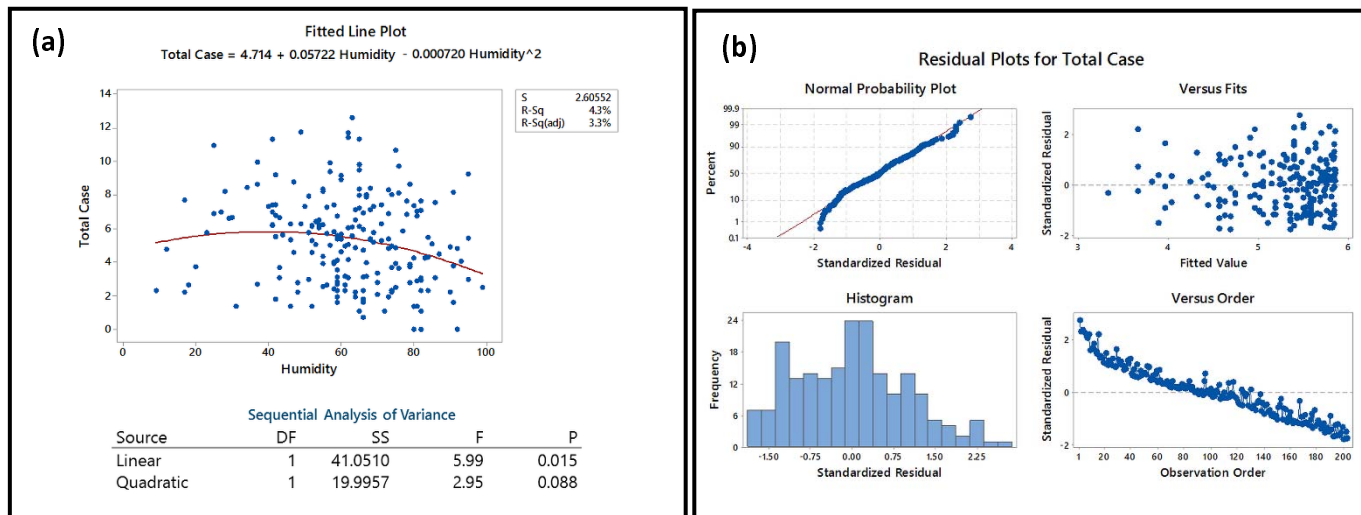 (a)
Fitted Line Plot
Total Case = 4.714 + 0.05722 Humidity - 0.000720 Humidity^2
S 2.60552
R-Sq 4.3%
R-Sq(adj) 3.3%
Total Case
14
12
10
8
6
4
2
0
0 20 40 60 80 100
Humidity
Sequential Analysis of Variance
Source DF SS F P
Linear 1 41.0510 5.99 0.015
Quadratic 1 19.9957 2.95 0.088
(b)
Residual Plots for Total Case
Normal Probability Plot
Percent
99.9
99
90
50
10
1
0.1
-4 -2 0 2 4
Standardized Residual
Versus Fits
Standardized Residual
2
0
-2
3 4 5 6
Fitted Value
Histogram
Frequency
24
18
12
6
0
-1.50 -0.75 0.00 0.75 1.50 2.25
Standardized Residual
Versus Order
Standardized Residual
2
0
-2
1 20 40 60 80 100 120 140 160 180 200
Observation Order